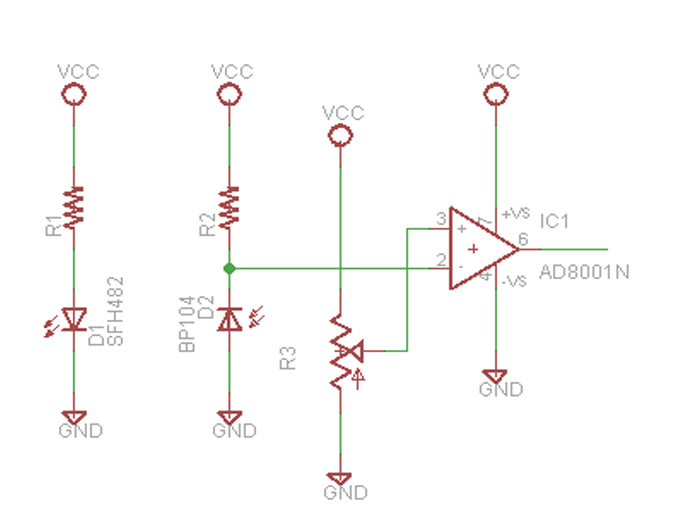 VCC
VCC
VCC
VCC
R1
R2
3
2
7
4
6
+
-
+
+VS
-VS
IC1
AD8001N
D1
SFH482
BP104
D2
R3
GND
GND
GND
GND